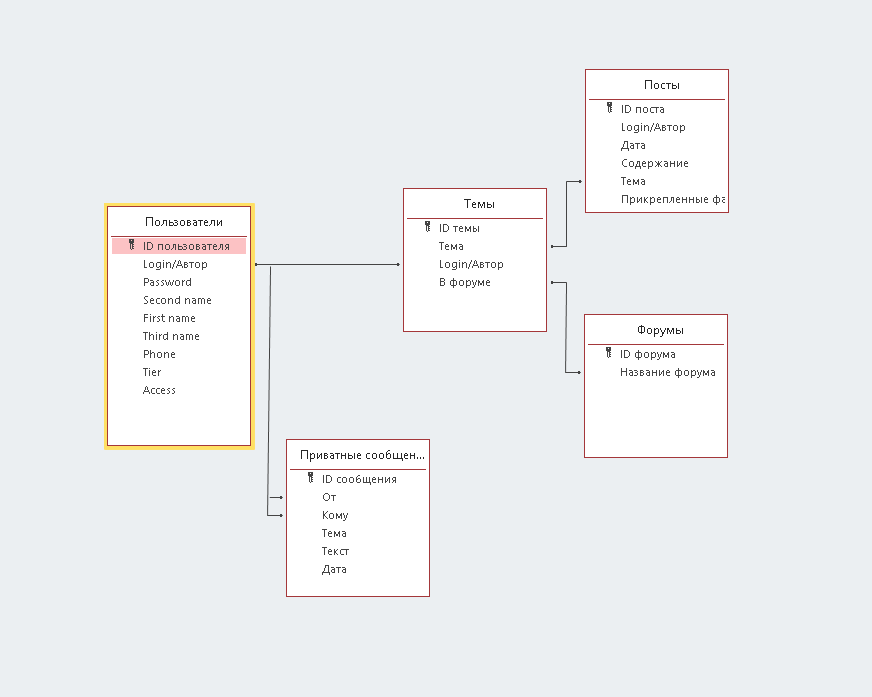 Посты
ID поста
Login/Автор
Дата
Содержание
Тема
Прикрепленные фа
Темы
ID темы
Тема
Login/Автор
В форуме
Пользователи
ID пользователя
Login/Автор
Password
Second name
First name
Third name
Phone
Tier
Access
Форумы
ID форума
Название форума
Приватные сообщен...
ID сообщения
От
Кому
Тема
Текст
Дата